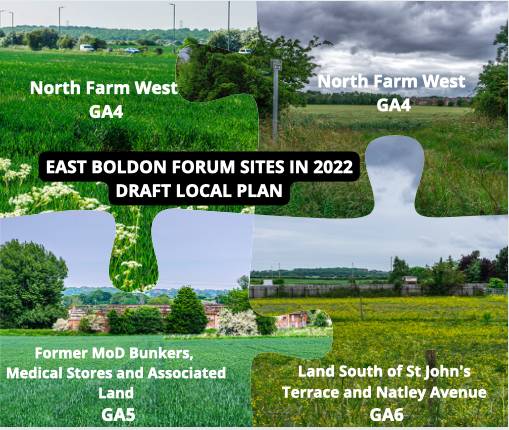 North Farm West
GA4
North Farm West
GA4
EAST BOLDON FORUM SITES IN 2022
DRAFT LOCAL PLAN
Former MoD Bunkers,
Medical Stores and Associated
Land
GA5
Land South of St John's
Terrace and Natley Avenue
GA6